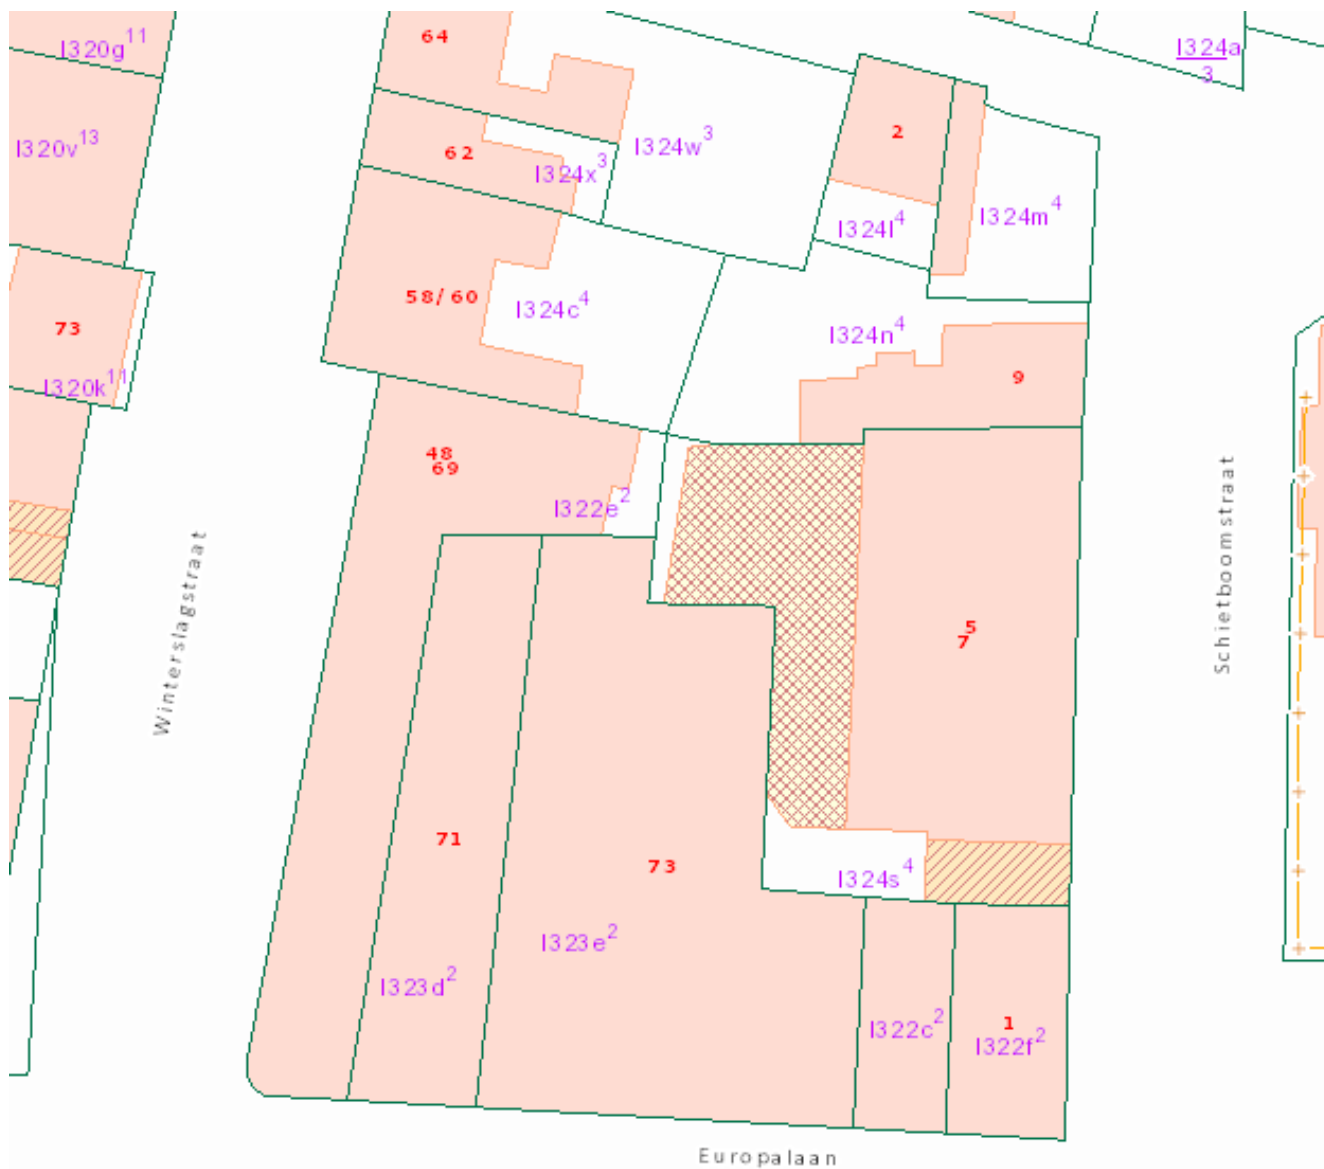 I320g11
64
I324a
3
I320v13
2
62
I324w3
I324x3
I324l4
I324m4
58/60
I324c4
73
I324n4
9
I320k11
48
69
I322e2
Winterslagstraat
Schietboomstraat
5
7
71
73
I324s4
I323e2
I323d2
1
I322c2
I322f2
Europalaan